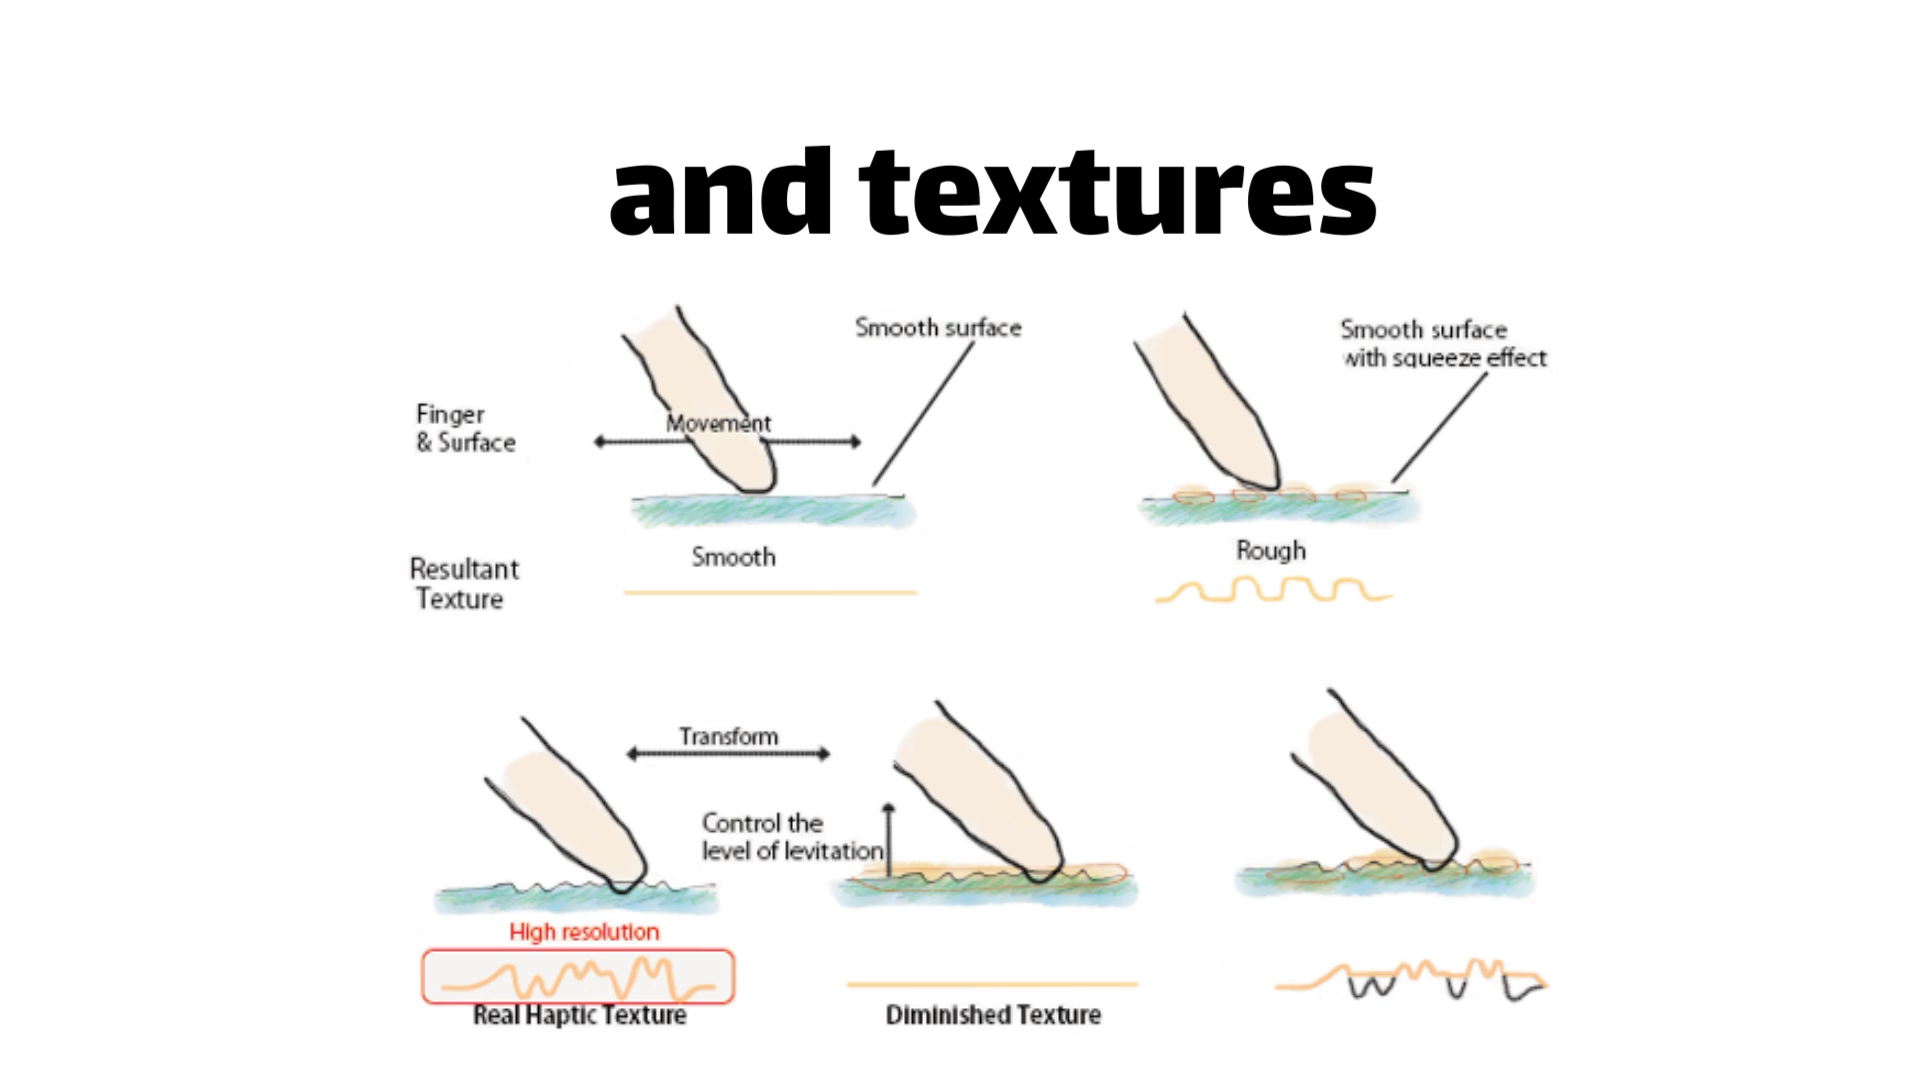 and textures
Smooth surface
Smooth surface
with squeeze effect
Finger
& Surface
Movement
Resultant
Texture
Smooth
Rough
Transform
Control the
level of levitation
High resolution
Real Haptic Texture
Diminished Texture